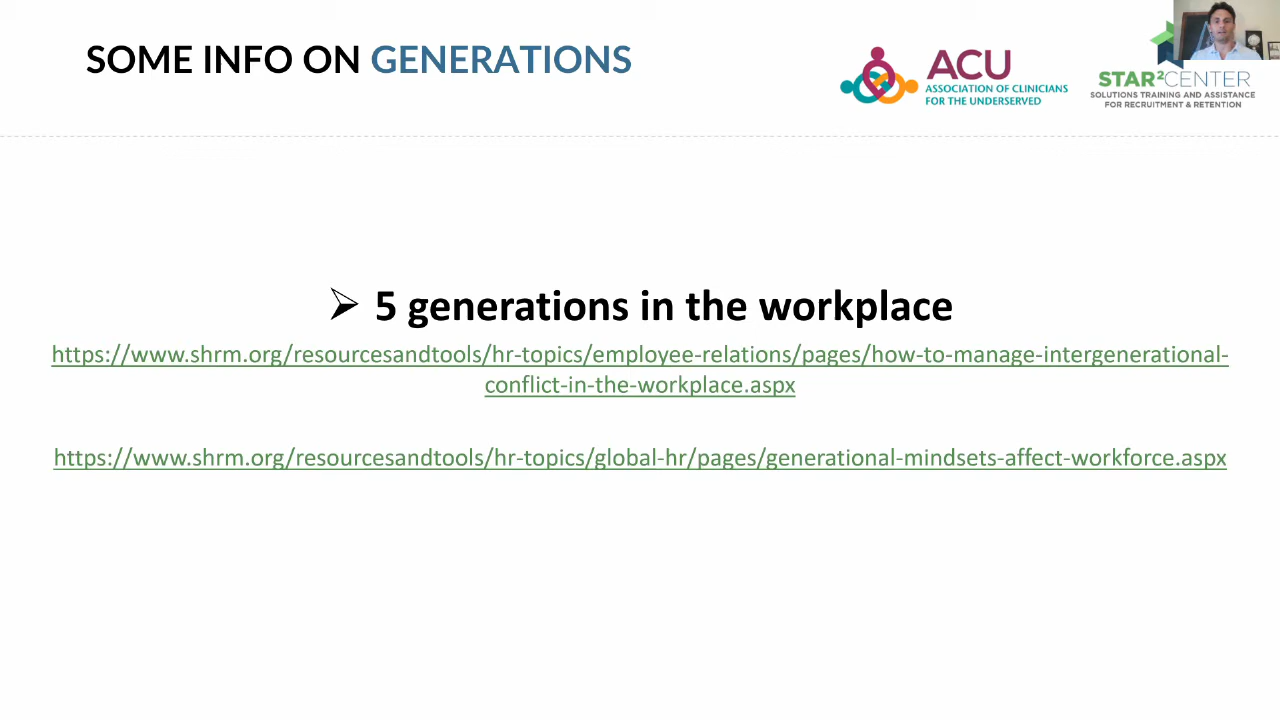 SOME INFO ON GENERATIONS
ACU
ASSOCIATION OF CLINICIANS
FOR THE UNDERSERVED
STAR²CENTER
SOLUTIONS TRAINING AND ASSISTANCE
FOR RECRUITMENT & RETENTION
➢ 5 generations in the workplace
https://www.shrm.org/resourcesandtools/hr-topics/employee-relations/pages/how-to-manage-intergenerational-
conflict-in-the-workplace.aspx
https://www.shrm.org/resourcesandtools/hr-topics/global-hr/pages/generational-mindsets-affect-workforce.aspx